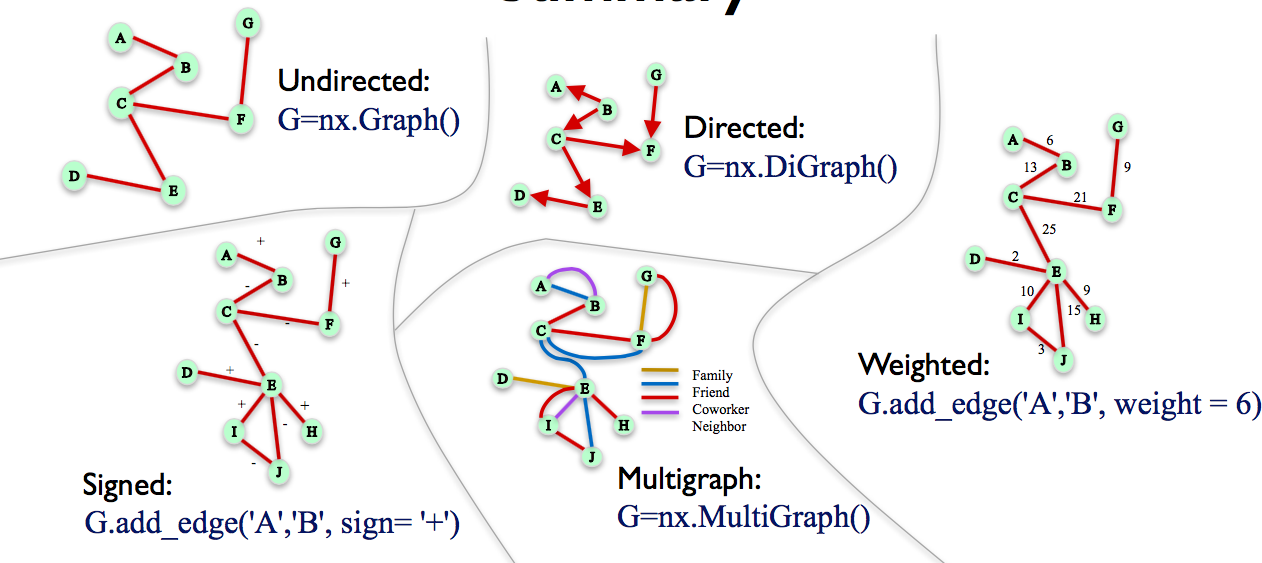 Summary
A
B
G
C
F
D
E
Undirected:
G=nx.Graph()
A
G
B
C
F
D
E
Directed:
G=nx.DiGraph()
A
6
G
13
B
9
C
21
F
25
D
2
E
10
9
15
I
H
3
J
Weighted:
G.add_edge('A','B', weight = 6)
+
G
A
-
B
+
C
-
F
-
D
+
E
+
+
-
I
H
-
J
Signed:
G.add_edge('A','B', sign= '+')
G
A
B
C
F
D
E
I
H
J
Family
Friend
Coworker
Neighbor
Multigraph:
G=nx.MultiGraph()